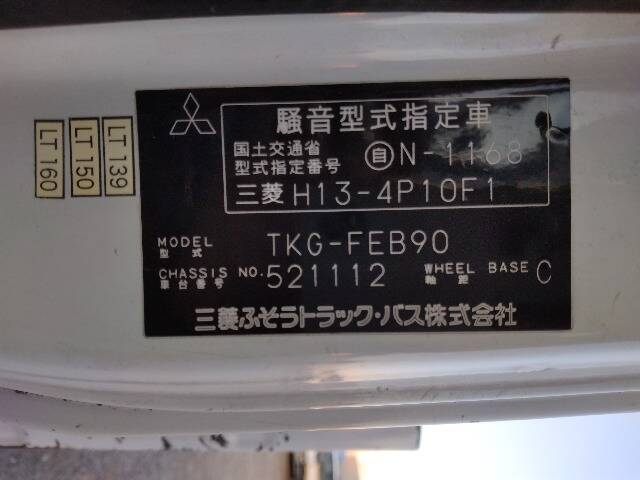 騒音型式指定車
国土交通省
型式指定番号
自 N-1168
三菱 H13-4P10F1
MODEL TKG-FEB90
型式
CHASSIS NO. 521112 WHEEL BASE C
車台番号 軸距
三菱ふそうトラック・バス株式会社
LT 139
LT 150
LT 160